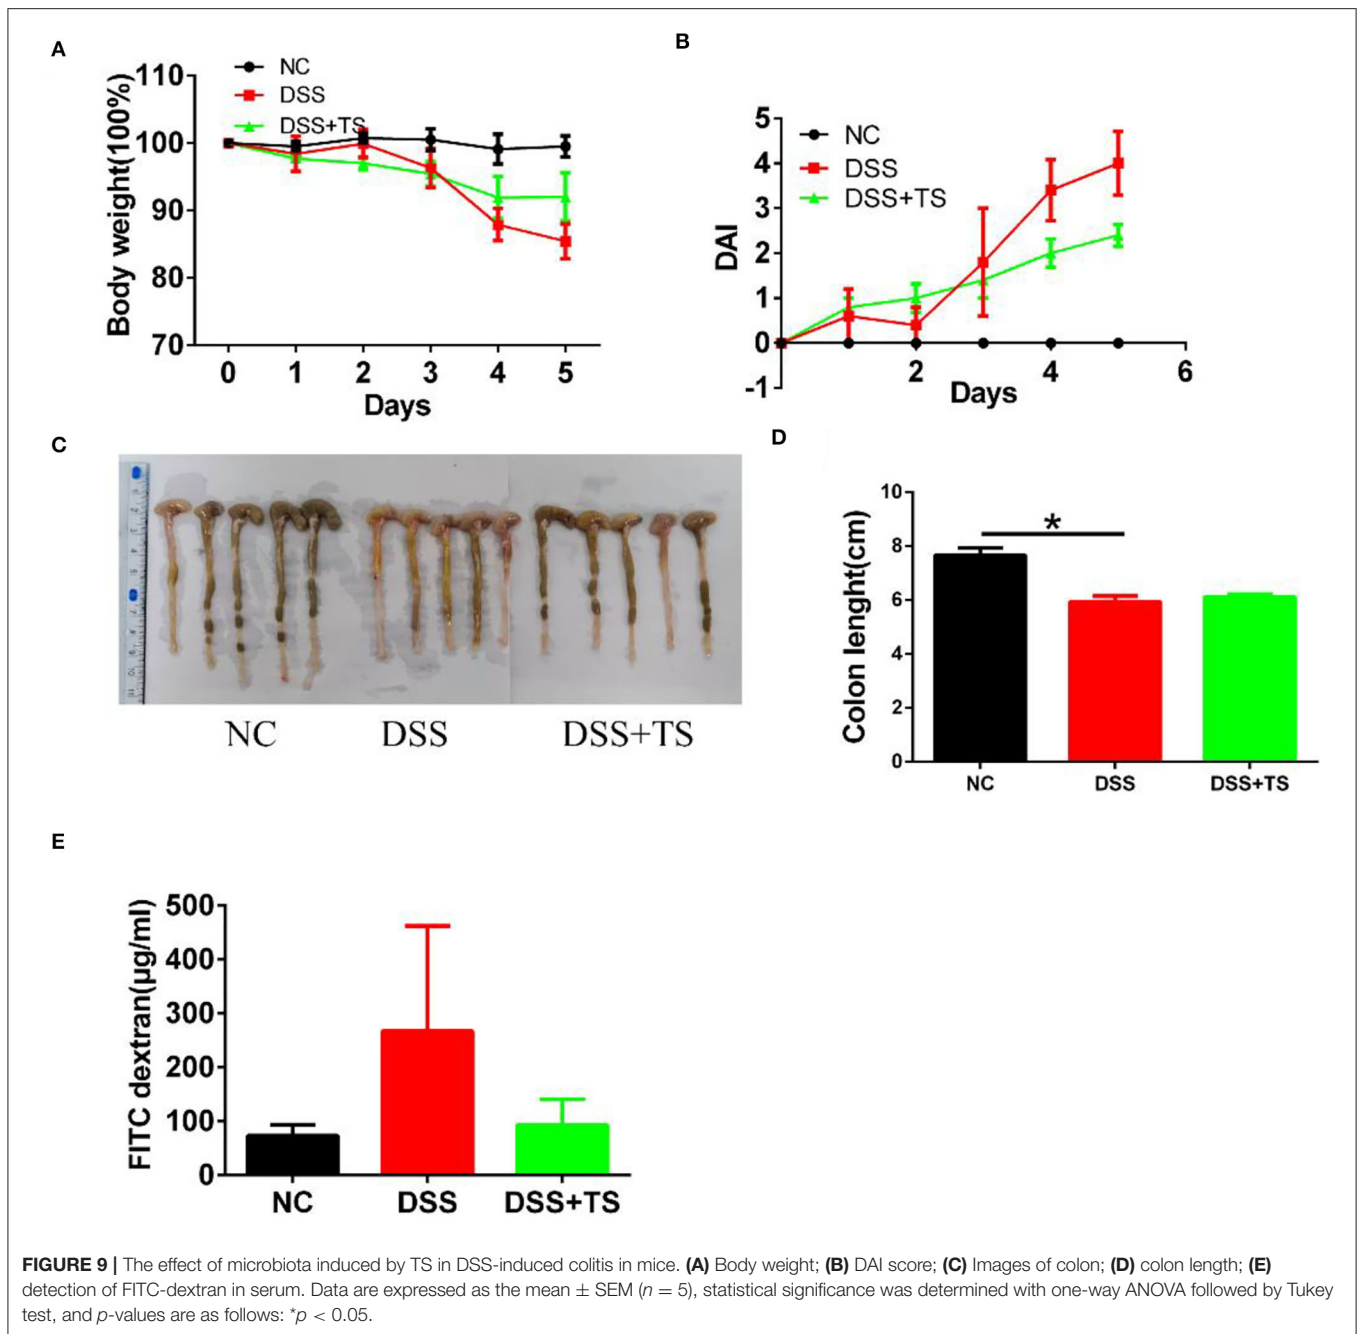 A
NC
DSS
DSS+TS
110
100
90
80
70
Body weight(100%)
0 1 2 3 4 5
Days
B
NC
DSS
DSS+TS
5
4
3
2
1
0
-1
DAI
2 4 6
Days
C
NC DSS DSS+TS
D
10
8
6
4
2
0
Colon lenght(cm)
NC DSS DSS+TS
*
E
500
400
300
200
100
0
FITC dextran(µg/ml)
NC DSS DSS+TS
FIGURE 9 | The effect of microbiota induced by TS in DSS-induced colitis in mice. (A) Body weight; (B) DAI score; (C) Images of colon; (D) colon length; (E)
detection of FITC-dextran in serum. Data are expressed as the mean ± SEM (n = 5), statistical significance was determined with one-way ANOVA followed by Tukey
test, and p-values are as follows: *p < 0.05.